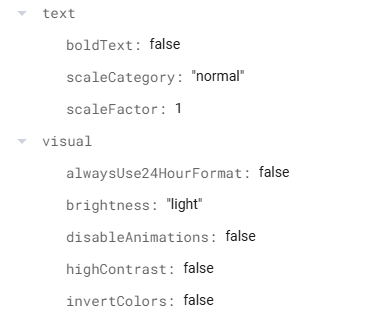 text
boldText: false
scaleCategory: "normal"
scaleFactor: 1
visual
alwaysUse24HourFormat: false
brightness: "light"
disableAnimations: false
highContrast: false
invertColors: false